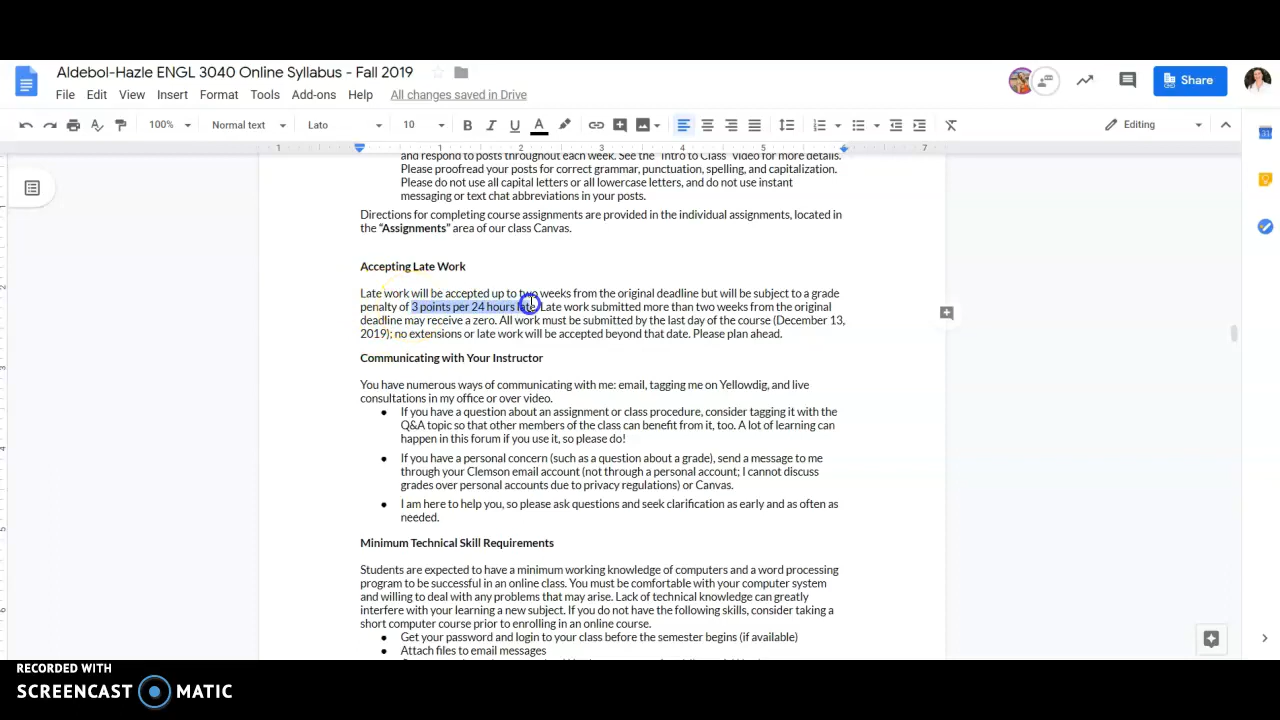 Aldebol-Hazle ENGL 3040 Online Syllabus - Fall 2019
File Edit View Insert Format Tools Add-ons Help All changes saved in Drive
Share
100% Normal text Lato 10 B I U A Editing
1 1 2 3 4 5 6 7
and respond to posts throughout each week. See the "Intro to Class" video for more details.
Please proofread your posts for correct grammar, punctuation, spelling, and capitalization.
Please do not use all capital letters or all lowercase letters, and do not use instant
messaging or text chat abbreviations in your posts.
Directions for completing course assignments are provided in the individual assignments, located in
the “Assignments” area of our class Canvas.
Accepting Late Work
Late work will be accepted up to two weeks from the original deadline but will be subject to a grade
penalty of 3 points per 24 hours late. Late work submitted more than two weeks from the original
deadline may receive a zero. All work must be submitted by the last day of the course (December 13,
2019); no extensions or late work will be accepted beyond that date. Please plan ahead.
Communicating with Your Instructor
You have numerous ways of communicating with me: email, tagging me on Yellowdig, and live
consultations in my office or over video.
● If you have a question about an assignment or class procedure, consider tagging it with the
Q&A topic so that other members of the class can benefit from it, too. A lot of learning can
happen in this forum if you use it, so please do!
● If you have a personal concern (such as a question about a grade), send a message to me
through your Clemson email account (not through a personal account; I cannot discuss
grades over personal accounts due to privacy regulations) or Canvas.
● I am here to help you, so please ask questions and seek clarification as early and as often as
needed.
Minimum Technical Skill Requirements
Students are expected to have a minimum working knowledge of computers and a word processing
program to be successful in an online class. You must be comfortable with your computer system
and willing to deal with any problems that may arise. Lack of technical knowledge can greatly
interfere with your learning a new subject. If you do not have the following skills, consider taking a
short computer course prior to enrolling in an online course.
● Get your password and login to your class before the semester begins (if available)
● Attach files to email messages
RECORDED WITH
SCREENCAST MATIC